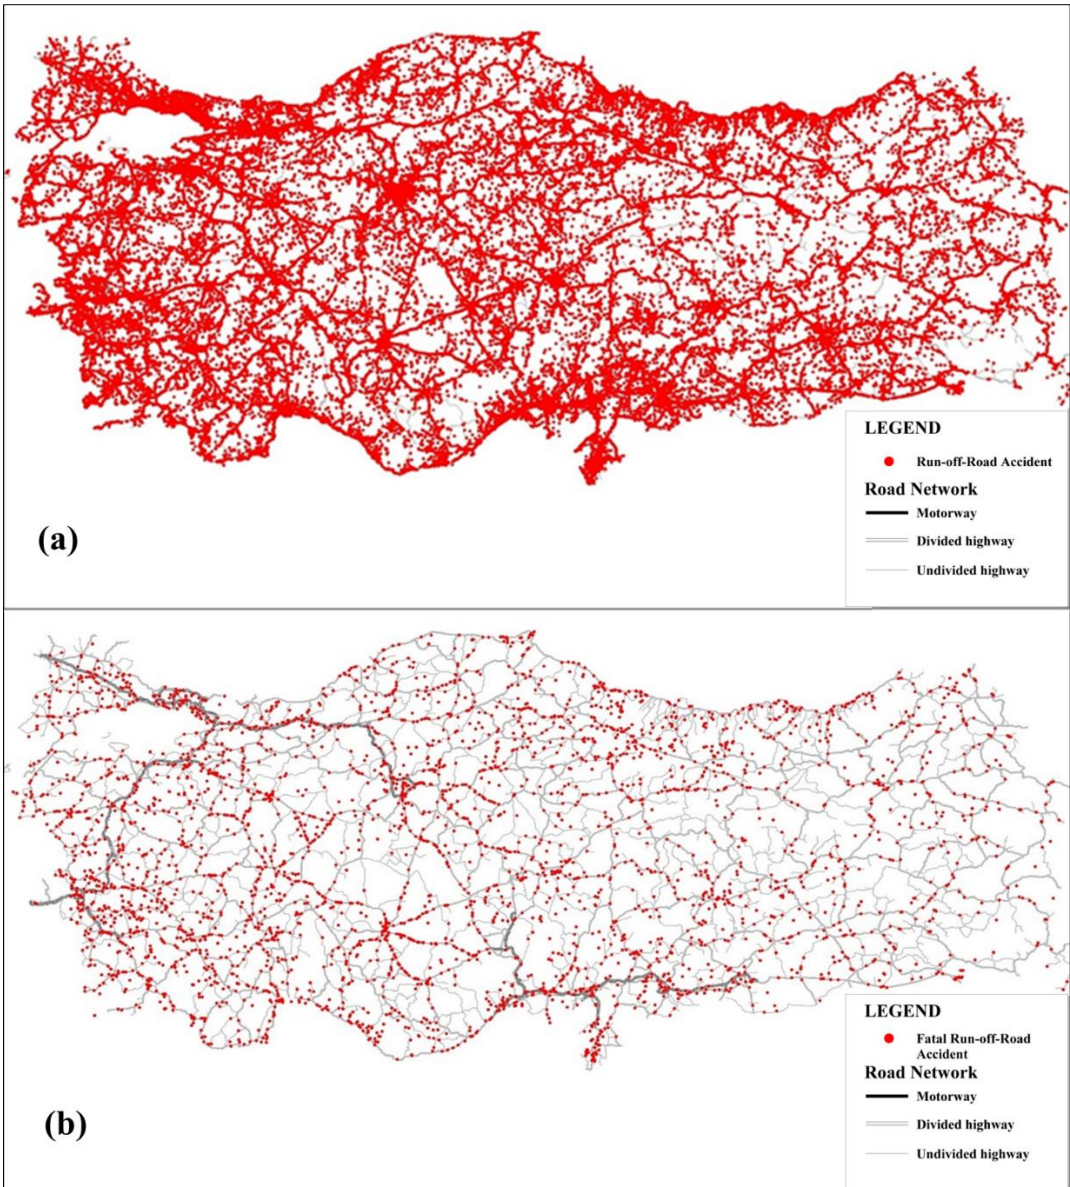 LEGEND
Run-off-Road Accident
Road Network
Motorway
Divided highway
Undivided highway
(a)
LEGEND
Fatal Run-off-Road
Accident
Road Network
Motorway
Divided highway
Undivided highway
(b)